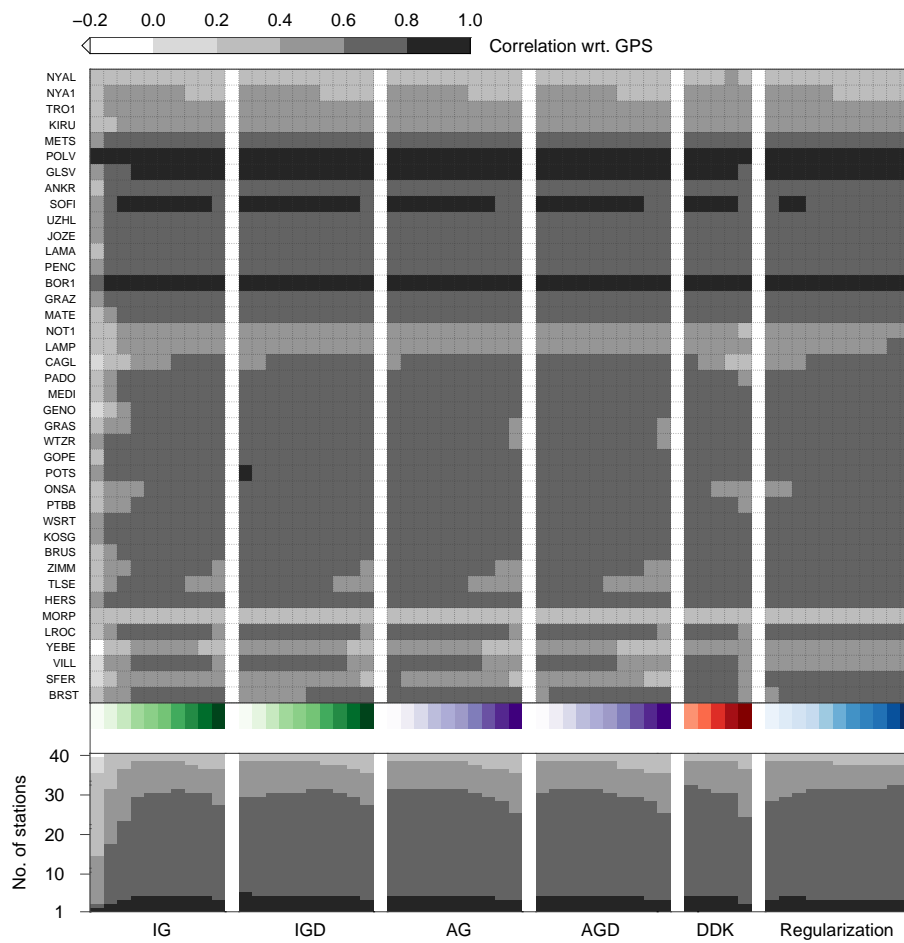 −0.2 0.0 0.2 0.4 0.6 0.8 1.0
Correlation wrt. GPS
NYAL
NYA1
TRO1
KIRU
METS
POLV
GLSV
ANKR
SOFI
UZHL
JOZE
LAMA
PENC
BOR1
GRAZ
MATE
NOT1
LAMP
CAGL
PADO
MEDI
GENO
GRAS
WTZR
GOPE
POTS
ONSA
PTBB
WSRT
KOSG
BRUS
ZIMM
TLSE
HERS
MORP
LROC
YEBE
VILL
SFER
BRST
No. of stations
40
30
20
10
1
IG IGD AG AGD DDK Regularization